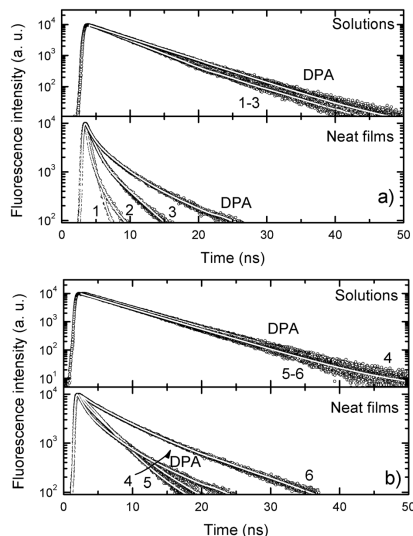 Fluorescence intensity (a. u.)
10⁴
10³
10²
Solutions
DPA
1-3
10⁴
10³
10²
Neat films
DPA
1 2 3
a)
0 10 20 30 40 50
Time (ns)
Fluorescence intensity (a. u.)
10⁴
10³
10²
10¹
Solutions
DPA
4
5-6
10⁴
10³
10²
Neat films
DPA
4 5 6
b)
0 10 20 30 40 50
Time (ns)